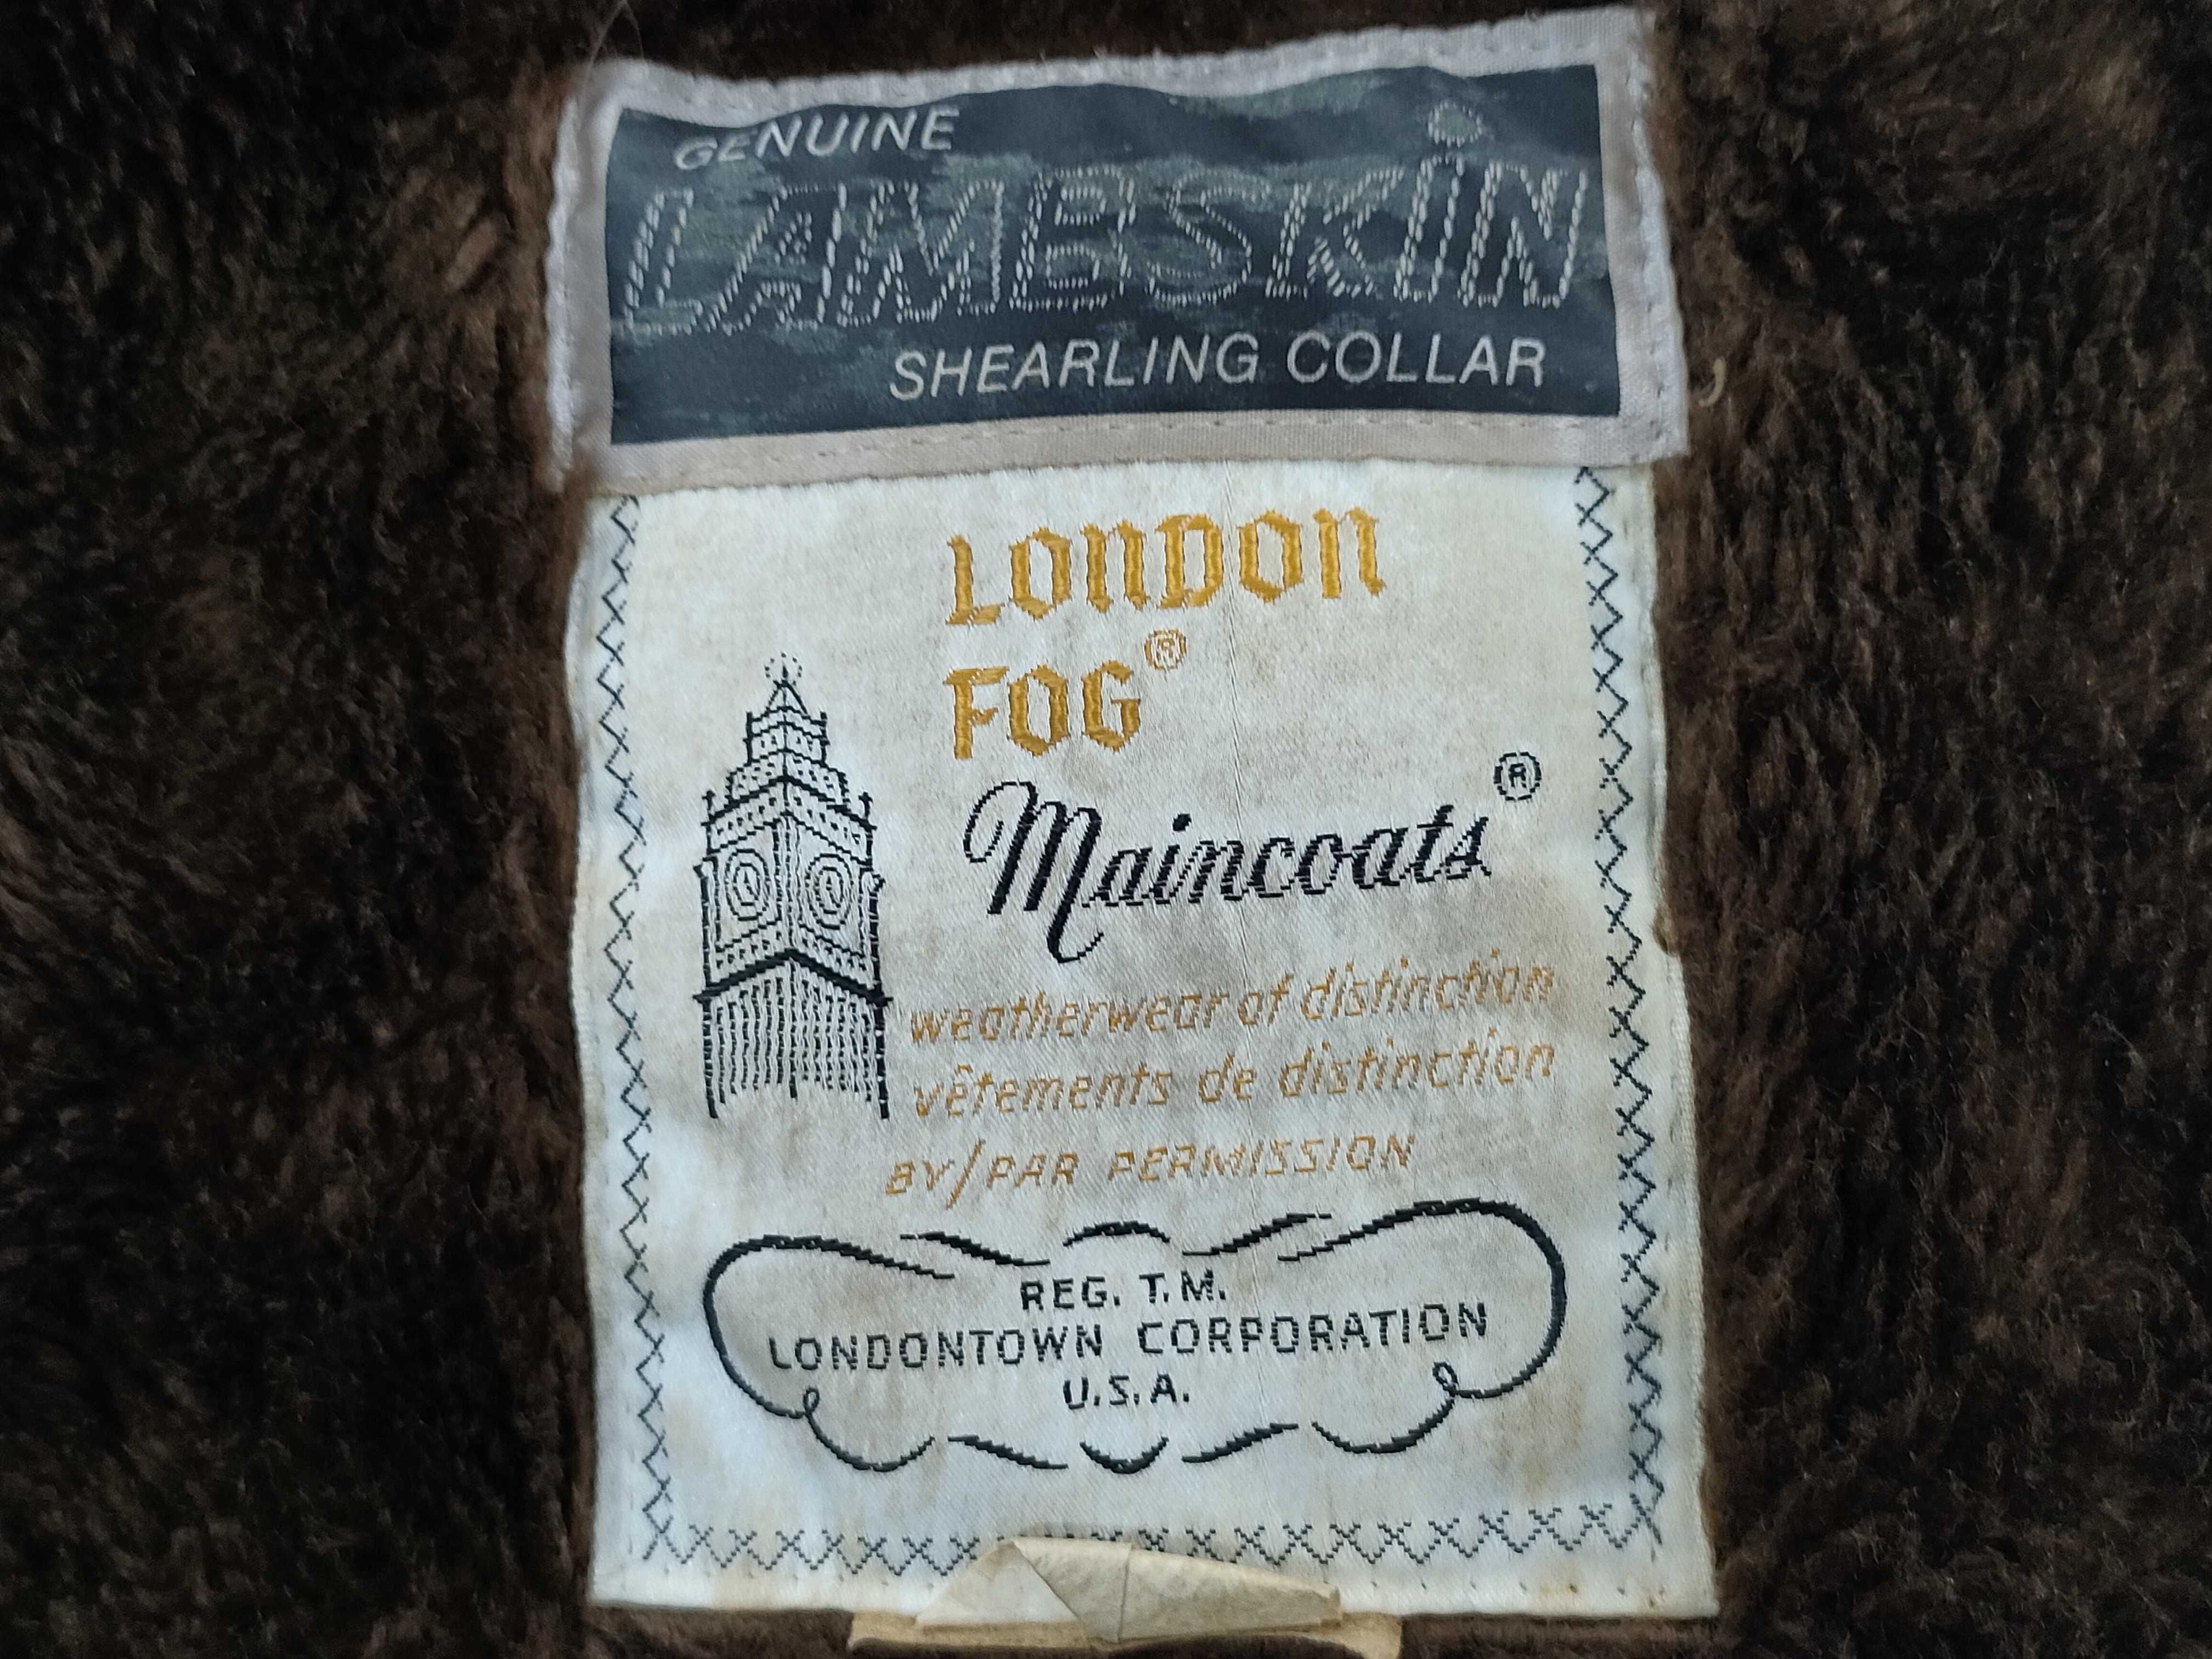 GENUINE
LAMBSKiN
SHEARLING COLLAR
LONDON
FOG®
Maincoats®
weatherwear of distinction
vêtements de distinction
BY/PAR PERMISSION
REG. T.M.
LONDONTOWN CORPORATION
U.S.A.